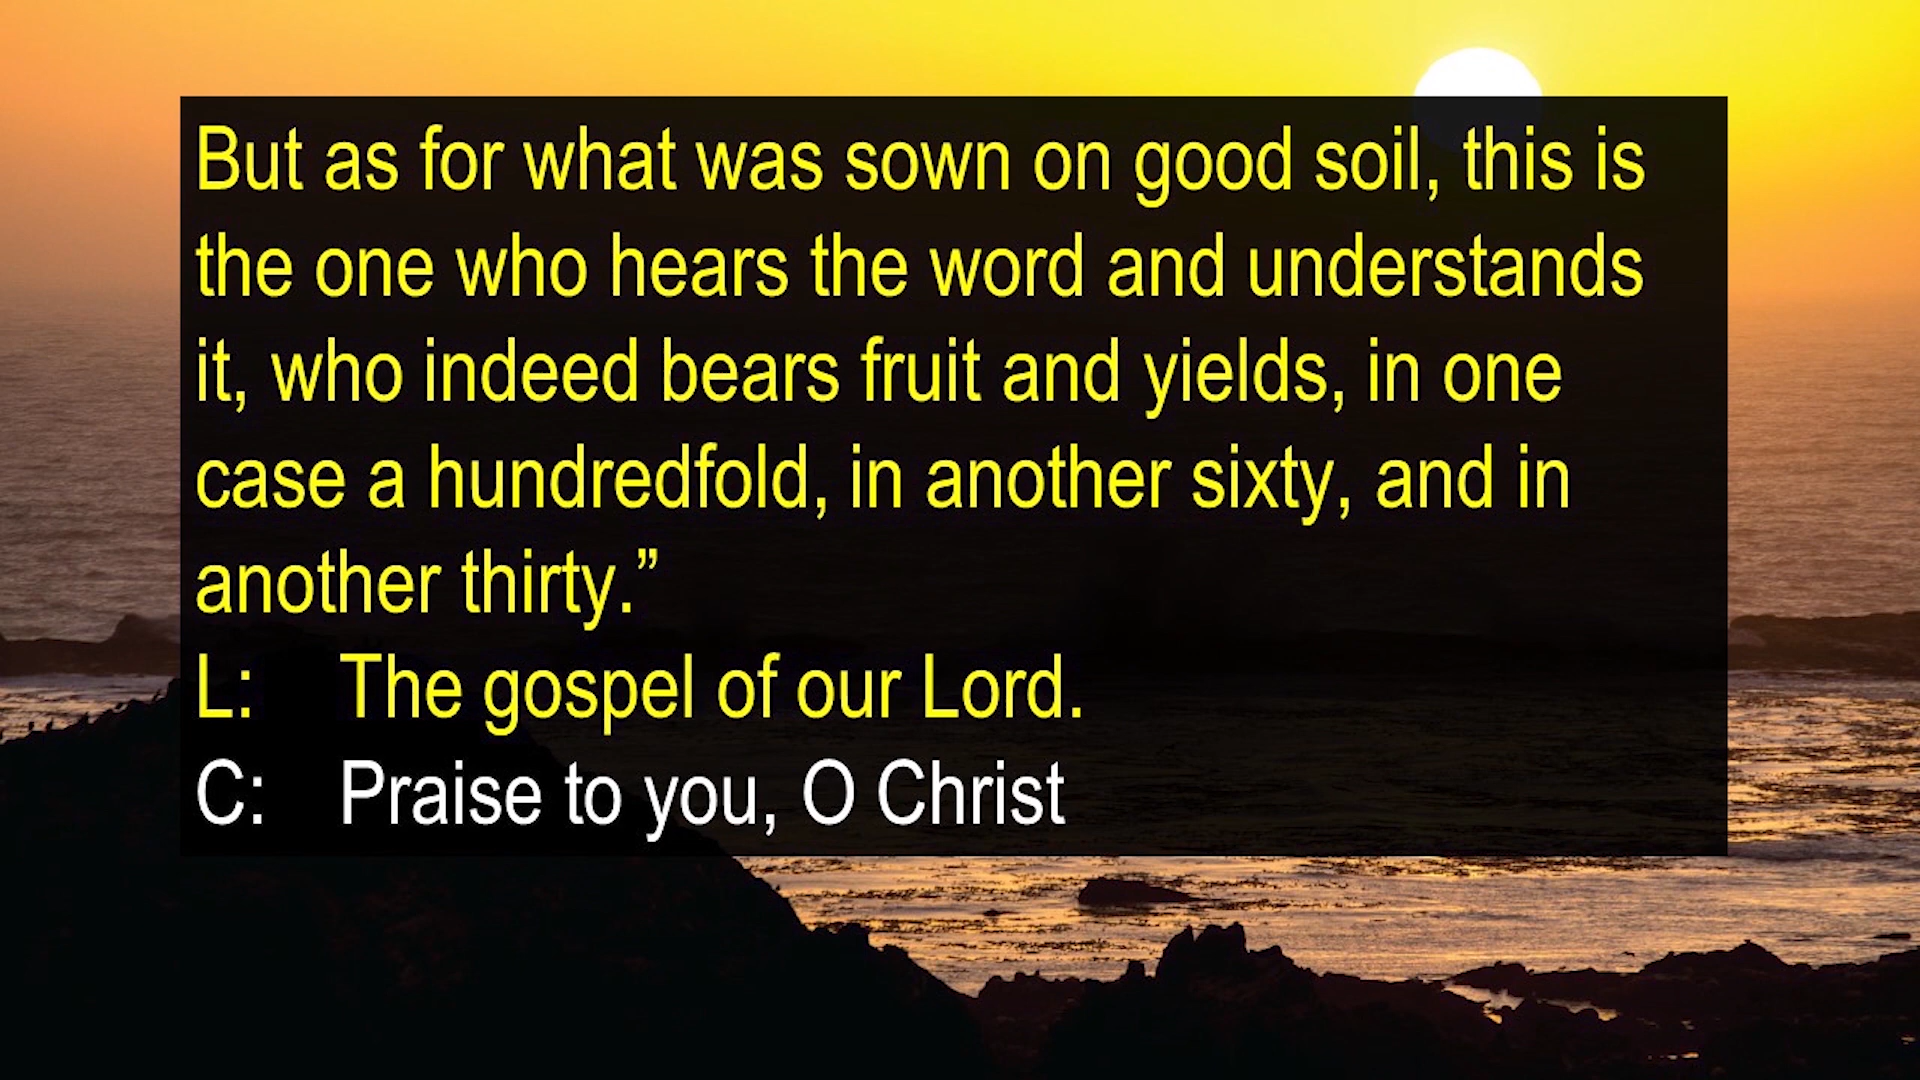 But as for what was sown on good soil, this is
the one who hears the word and understands
it, who indeed bears fruit and yields, in one
case a hundredfold, in another sixty, and in
another thirty.”
L: The gospel of our Lord.
C: Praise to you, O Christ